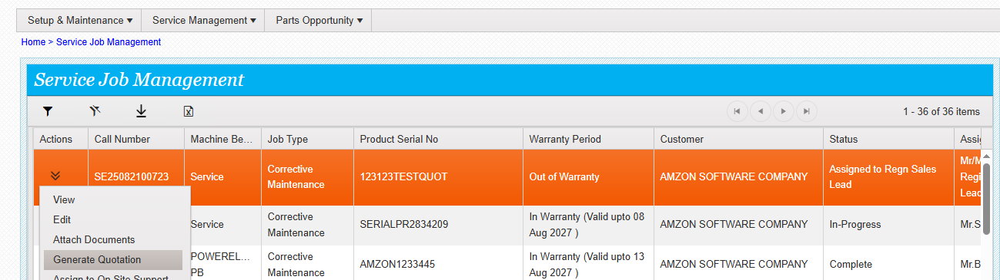 Setup & Maintenance Service Management Parts Opportunity
Home > Service Job Management
Service Job Management
1 - 36 of 36 items
Actions Call Number Machine Be... Job Type Product Serial No Warranty Period Customer Status Assig
SE25082100723 Service Corrective Maintenance 123123TESTQUOT Out of Warranty AMZON SOFTWARE COMPANY Assigned to Regn Sales Lead Mr/M Regi Lead
View
Edit
Attach Documents
Generate Quotation
Assign to On Site Support
Service Corrective Maintenance SERIALPR2834209 In Warranty (Valid upto 08 Aug 2027 ) AMZON SOFTWARE COMPANY In-Progress Mr.S
POWEREL... PB Corrective Maintenance AMZON1233445 In Warranty (Valid upto 13 Aug 2027 ) AMZON SOFTWARE COMPANY Complete Mr.B